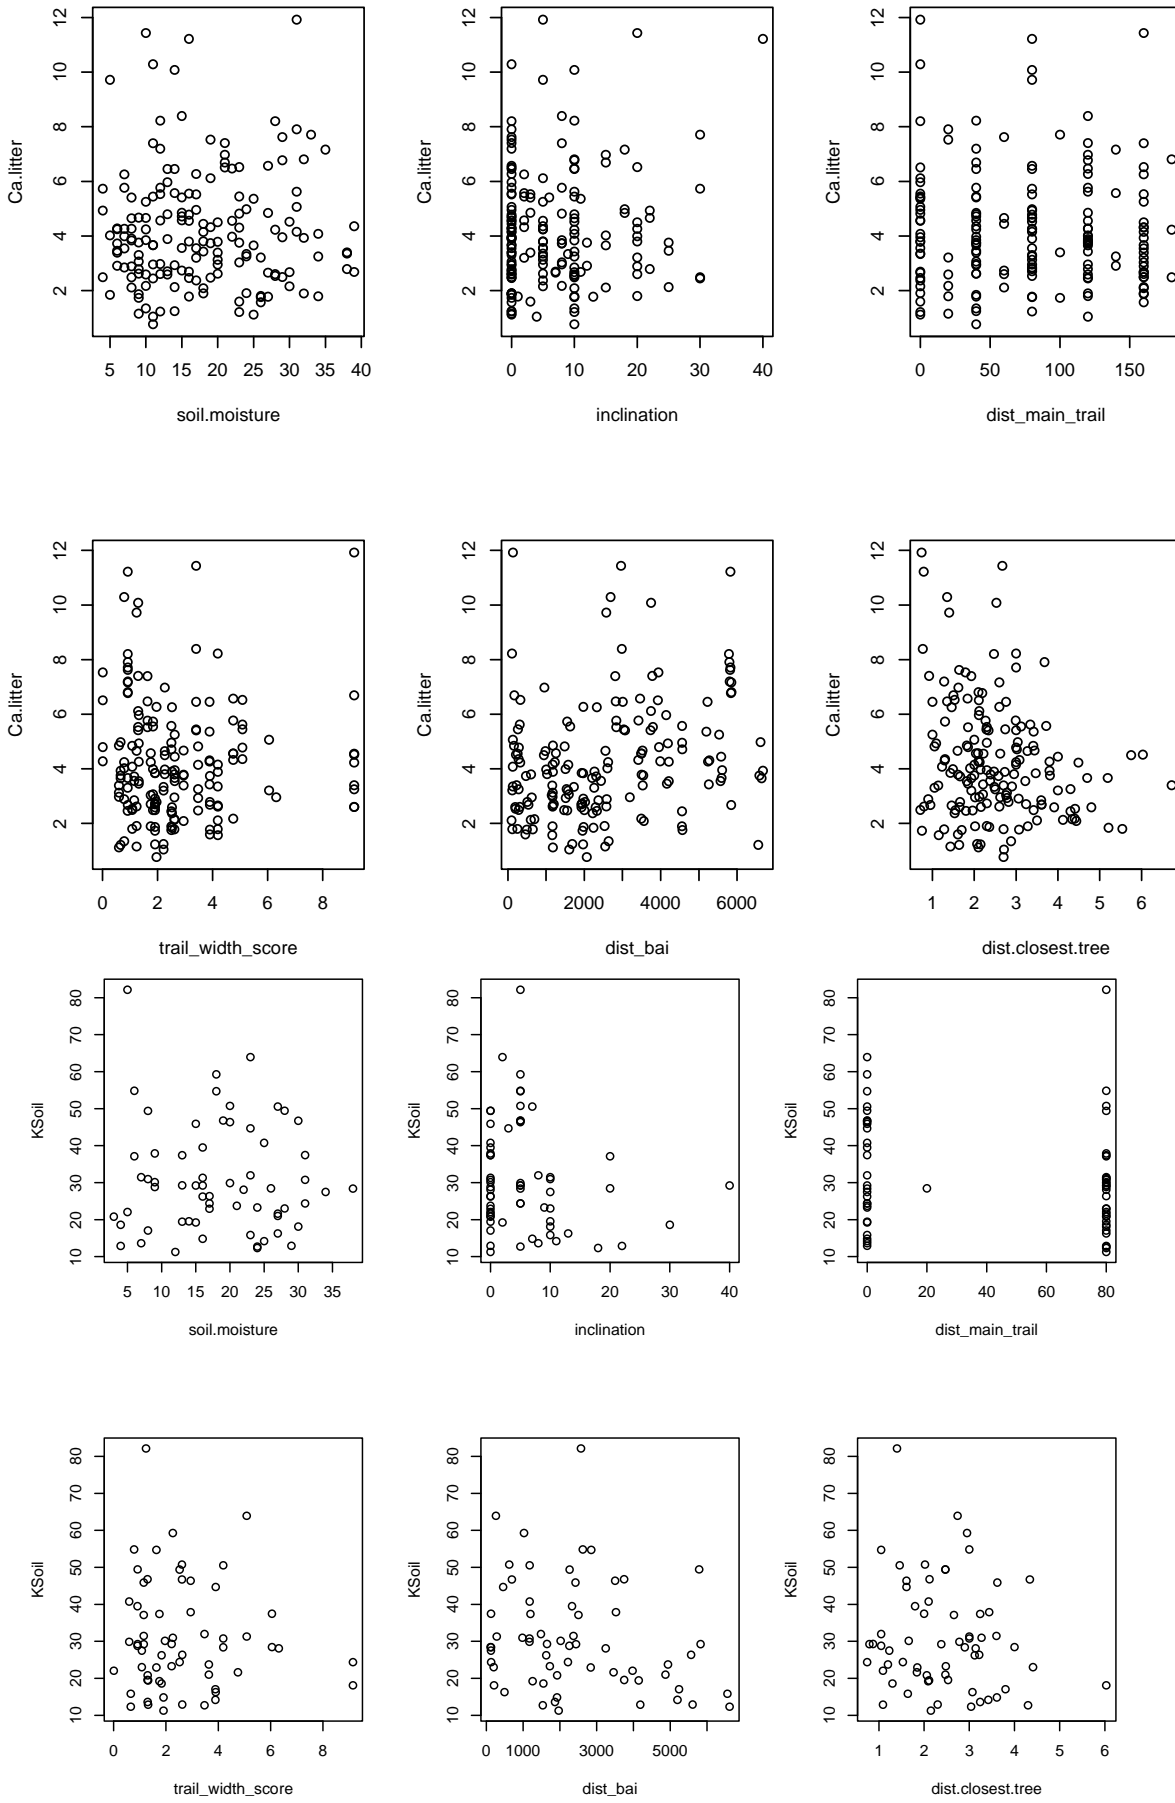 12
10
8
6
4
2
Ca.litter
5 10 15 20 25 30 35 40
soil.moisture
12
10
8
6
4
2
Ca.litter
0 10 20 30 40
inclination
12
10
8
6
4
2
Ca.litter
0 50 100 150
dist_main_trail
12
10
8
6
4
2
Ca.litter
0 2 4 6 8
trail_width_score
12
10
8
6
4
2
Ca.litter
0 2000 4000 6000
dist_bai
12
10
8
6
4
2
Ca.litter
1 2 3 4 5 6
dist.closest.tree
80
70
60
50
40
30
20
10
KSoil
5 10 15 20 25 30 35
soil.moisture
80
70
60
50
40
30
20
10
KSoil
0 10 20 30 40
inclination
80
70
60
50
40
30
20
10
KSoil
0 20 40 60 80
dist_main_trail
80
70
60
50
40
30
20
10
KSoil
0 2 4 6 8
trail_width_score
80
70
60
50
40
30
20
10
KSoil
0 1000 3000 5000
dist_bai
80
70
60
50
40
30
20
10
KSoil
1 2 3 4 5 6
dist.closest.tree